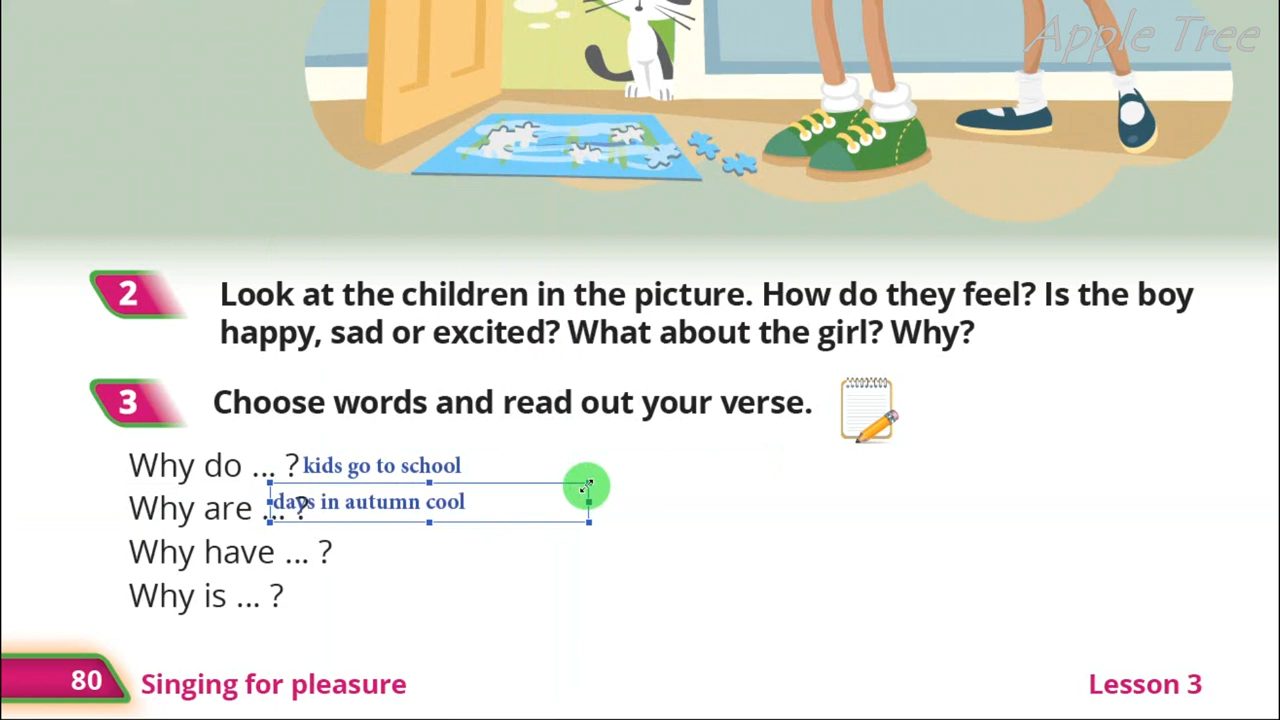 Apple Tree
2
Look at the children in the picture. How do they feel? Is the boy
happy, sad or excited? What about the girl? Why?
3
Choose words and read out your verse.
Why do ... ? kids go to school
Why are ... ? days in autumn cool
Why have ... ?
Why is ... ?
80 Singing for pleasure Lesson 3